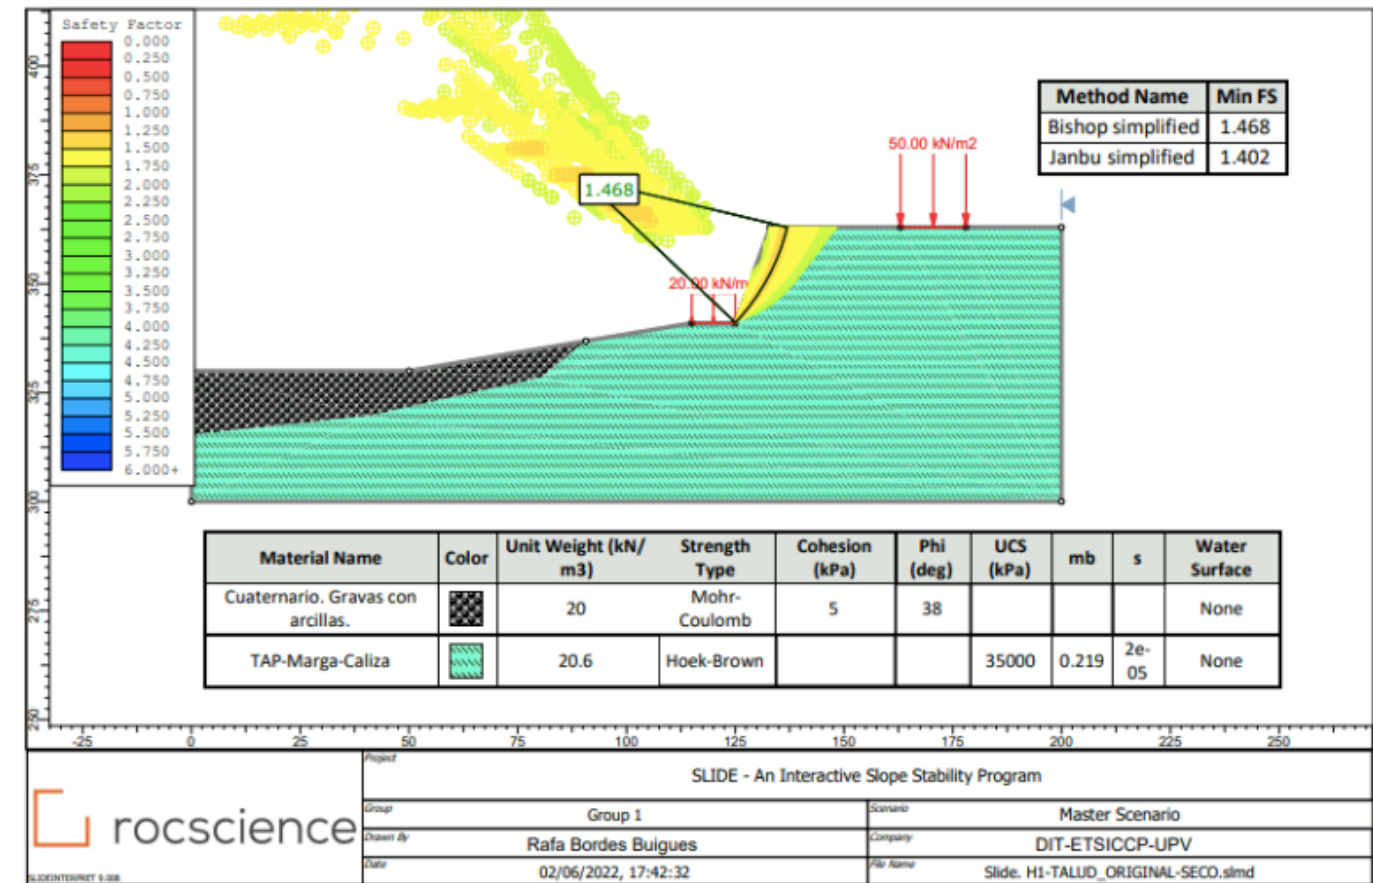 Safety Factor
0.000
0.250
0.500
0.750
1.000
1.250
1.500
1.750
2.000
2.250
2.500
2.750
3.000
3.250
3.500
3.750
4.000
4.250
4.500
4.750
5.000
5.250
5.500
5.750
6.000+
400
375
350
325
300
275
250
Method Name Min FS
Bishop simplified 1.468
Janbu simplified 1.402
50.00 kN/m2
1.468
20.00 kN/m
Material Name Color Unit Weight (kN/ Strength Cohesion Phi UCS mb s Water
m3) Type (kPa) (deg) (kPa) Surface
Cuaternario. Gravas con Mohr-
arcillas. 20 Coulomb 5 38 None
TAP-Marga-Caliza 20.6 Hoek-Brown 35000 0.219 2e- None
05
-25 0 25 50 75 100 125 150 175 200 225 250
rocscience
SLIDEINTERPRET 9.008
Project
SLIDE - An Interactive Slope Stability Program
Group Group 1 Scenario Master Scenario
Drawn By Rafa Bordes Buigues Company DIT-ETSICCP-UPV
Date 02/06/2022, 17:42:32 File Name Slide. H1-TALUD_ORIGINAL-SECO.slmd